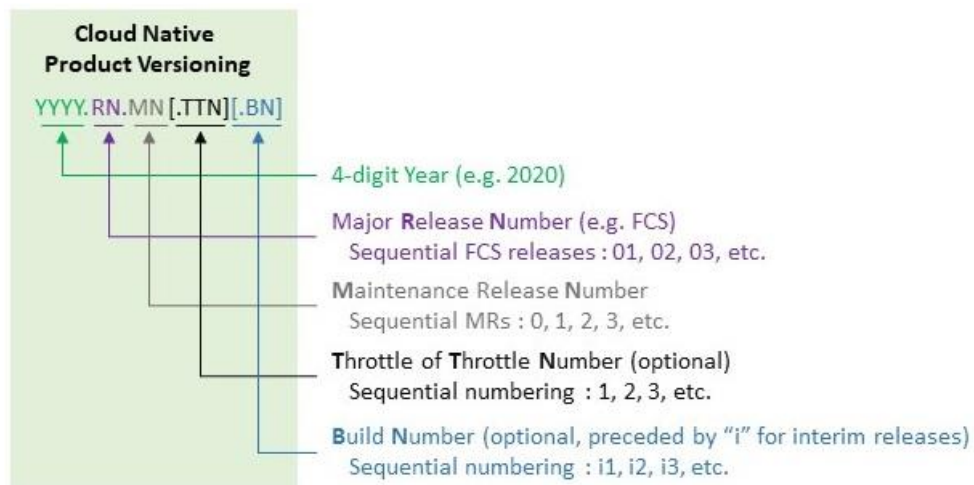 Cloud Native
Product Versioning
YYYY.RN.MN[.TTN][.BN]
4-digit Year (e.g. 2020)
Major Release Number (e.g. FCS)
Sequential FCS releases : 01, 02, 03, etc.
Maintenance Release Number
Sequential MRs : 0, 1, 2, 3, etc.
Throttle of Throttle Number (optional)
Sequential numbering : 1, 2, 3, etc.
Build Number (optional, preceded by “i” for interim releases)
Sequential numbering : i1, i2, i3, etc.